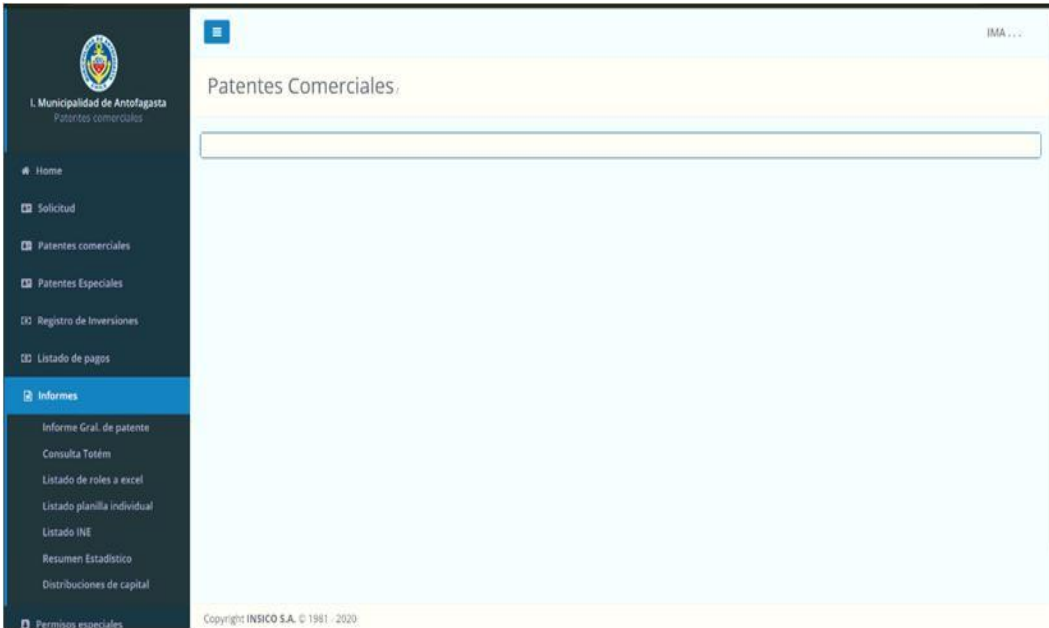 IMA . . .
Patentes Comerciales
I. Municipalidad de Antofagasta
Patentes comerciales
Home
Solicitud
Patentes comerciales
Patentes Especiales
Registro de Inversiones
Listado de pagos
Informes
Informe Gral. de patente
Consulta Totém
Listado de roles a excel
Listado planilla individual
Listado INE
Resumen Estadístico
Distribuciones de capital
Permisos especiales
Copyright INSICO S.A. © 1981 - 2020